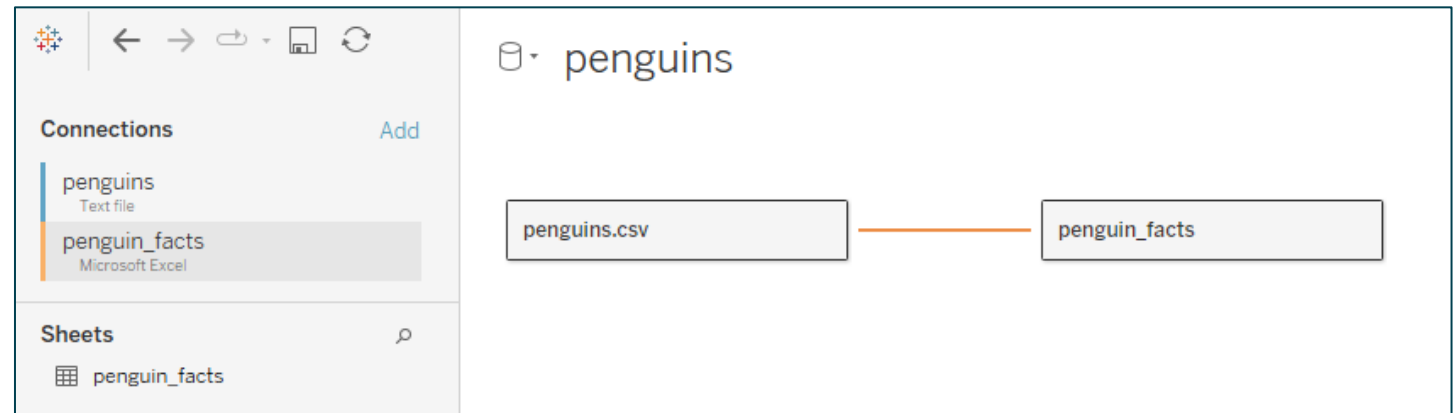 Connections Add
penguins
Text file
penguin_facts
Microsoft Excel
Sheets
penguin_facts
penguins
penguins.csv penguin_facts